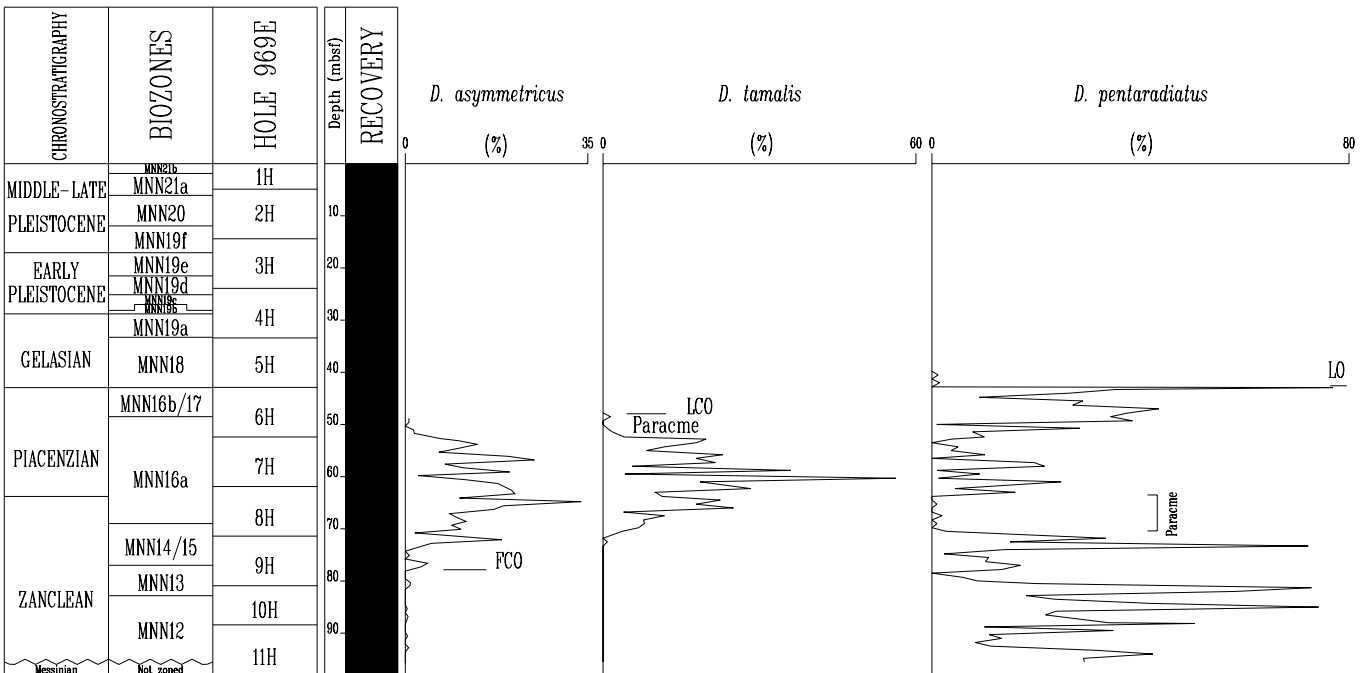 CHRONOSTRATIGRAPHY
BIOZONES
HOLE 969E
Depth (mbsf)
RECOVERY
D. asymmetricus
D. tamalis
D. pentaradiatus
(%)
(%)
(%)
0
35
0
60
0
80
MIDDLE-LATE
PLEISTOCENE
EARLY
PLEISTOCENE
GELASIAN
PIACENZIAN
ZANCLEAN
Messinian
MNN21b
MNN21a
MNN20
MNN19f
MNN19e
MNN19d
MNN19c
MNN19b
MNN19a
MNN18
MNN16b/17
MNN16a
MNN14/15
MNN13
MNN12
Not zoned
1H
2H
3H
4H
5H
6H
7H
8H
9H
10H
11H
10
20
30
40
50
60
70
80
90
FCO
LCO
Paracme
LO
Paracme